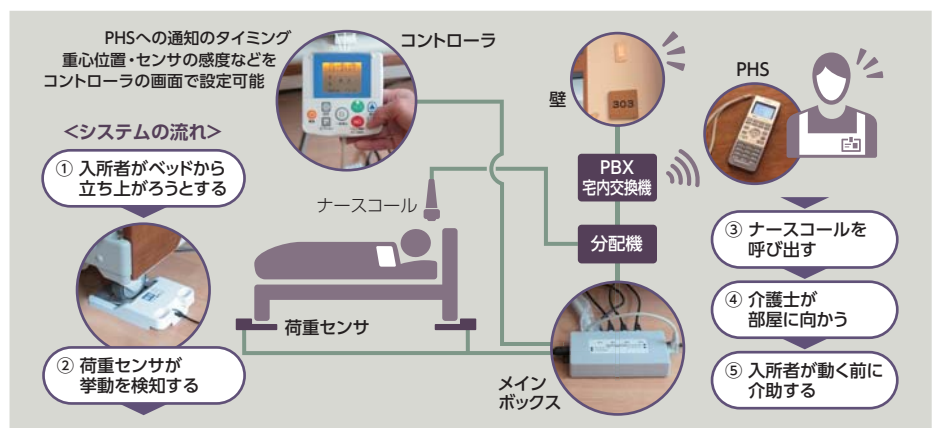 PHSへの通知のタイミング
重心位置・センサの感度などを
コントローラの画面で設定可能
コントローラ
壁
303
PHS
<システムの流れ>
① 入所者がベッドから
立ち上がろうとする
ナースコール
PBX
宅内交換機
分配機
荷重センサ
② 荷重センサが
挙動を検知する
メイン
ボックス
③ ナースコールを
呼び出す
④ 介護士が
部屋に向かう
⑤ 入所者が動く前に
介助する